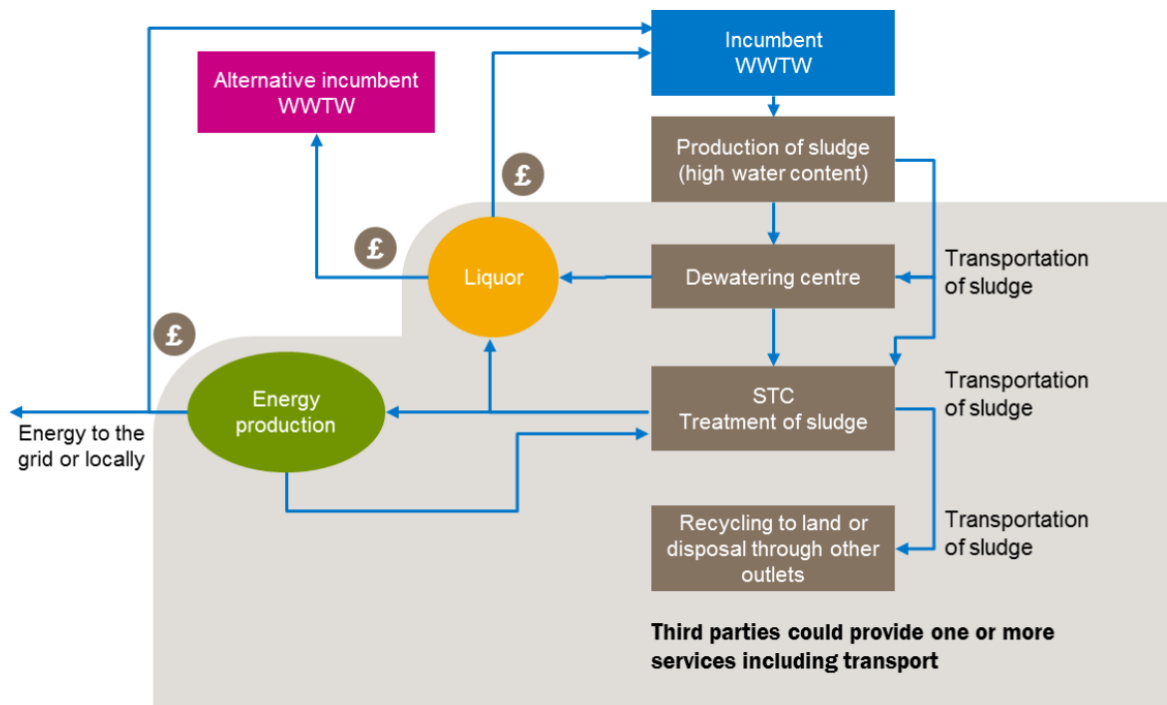 Incumbent
WWTW
Alternative incumbent
WWTW
Production of sludge
(high water content)
£
£
Liquor
Dewatering centre
Transportation
of sludge
£
Energy
production
STC
Treatment of sludge
Transportation
of sludge
Energy to the
grid or locally
Recycling to land or
disposal through other
outlets
Transportation
of sludge
Third parties could provide one or more
services including transport